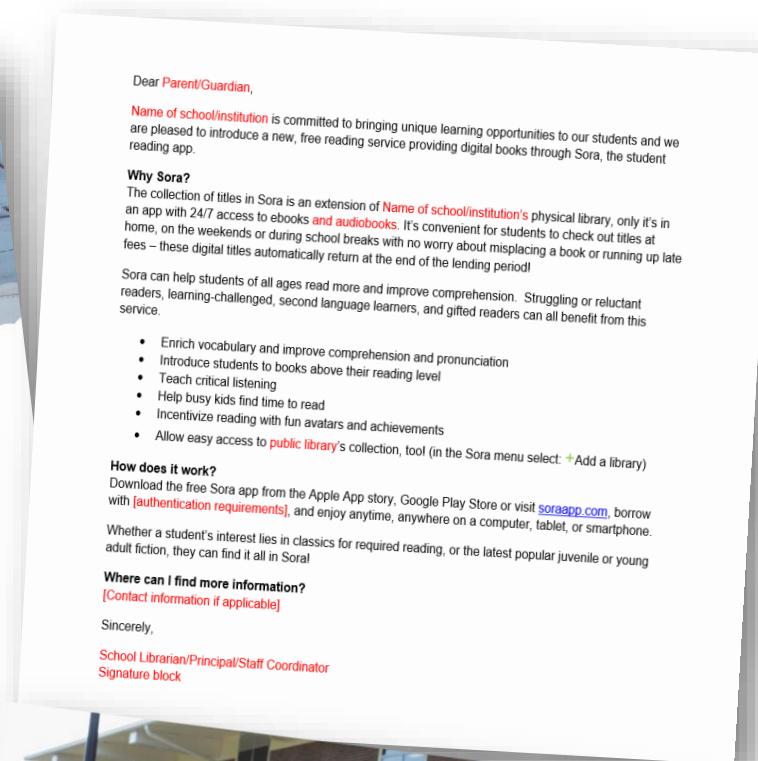 Dear Parent/Guardian,
Name of school/institution is committed to bringing unique learning opportunities to our students and we
are pleased to introduce a new, free reading service providing digital books through Sora, the student
reading app.
Why Sora?
The collection of titles in Sora is an extension of Name of school/institution's physical library, only it's in
an app with 24/7 access to ebooks and audiobooks. It's convenient for students to check out titles at
home, on the weekends or during school breaks with no worry about misplacing a book or running up late
fees – these digital titles automatically return at the end of the lending period!
Sora can help students of all ages read more and improve comprehension. Struggling or reluctant
readers, learning-challenged, second language learners, and gifted readers can all benefit from this
service.
• Enrich vocabulary and improve comprehension and pronunciation
• Introduce students to books above their reading level
• Teach critical listening
• Help busy kids find time to read
• Incentivize reading with fun avatars and achievements
• Allow easy access to public library's collection, too! (in the Sora menu select: +Add a library)
How does it work?
Download the free Sora app from the Apple App story, Google Play Store or visit soraapp.com, borrow
with [authentication requirements], and enjoy anytime, anywhere on a computer, tablet, or smartphone.
Whether a student's interest lies in classics for required reading, or the latest popular juvenile or young
adult fiction, they can find it all in Sora!
Where can I find more information?
[Contact information if applicable]
Sincerely,
School Librarian/Principal/Staff Coordinator
Signature block